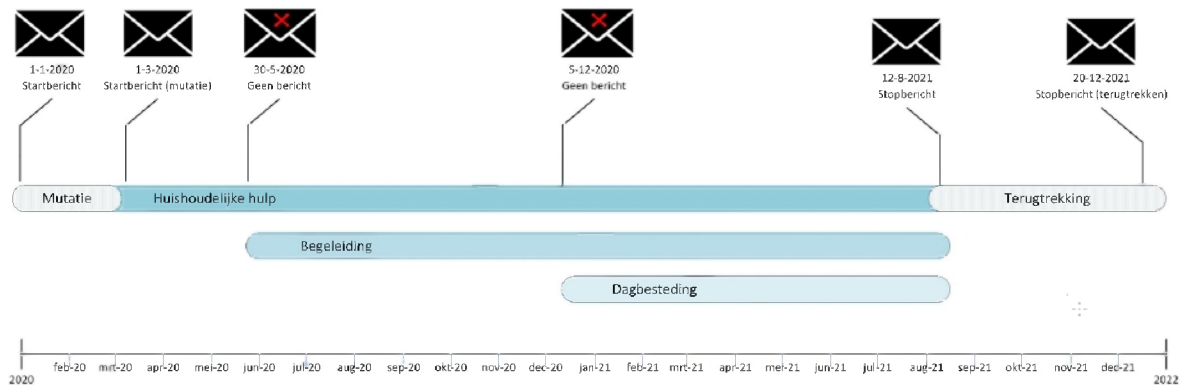 1-1-2020
Startbericht
1-3-2020
Startbericht (mutatie)
30-5-2020
Geen bericht
5-12-2020
Geen bericht
12-8-2021
Stopbericht
20-12-2021
Stopbericht (terugtrekken)
Mutatie
Huishoudelijke hulp
Terugtrekking
Begeleiding
Dagbesteding
feb-20 mrt-20 apr-20 mei-20 jun-20 jul-20 aug-20 sep-20 okt-20 nov-20 dec-20 jan-21 feb-21 mrt-21 apr-21 mei-21 jun-21 jul-21 aug-21 sep-21 okt-21 nov-21 dec-21
2020 2022